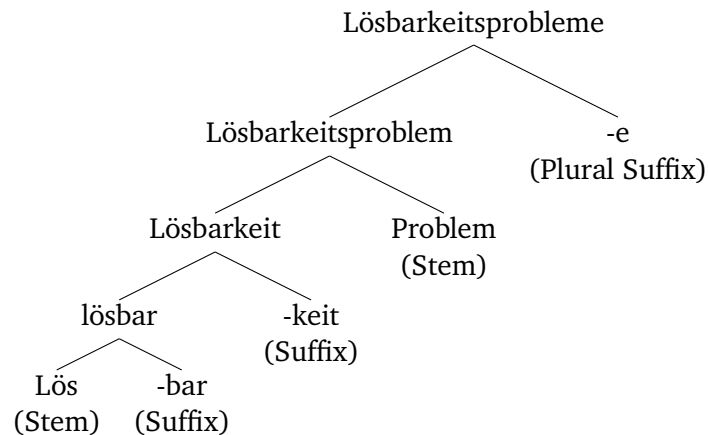 Lösbarkeitsprobleme
Lösbarkeitsproblem
-e
(Plural Suffix)
Lösbarkeit
Problem
(Stem)
lösbar
-keit
(Suffix)
Lös
(Stem)
-bar
(Suffix)